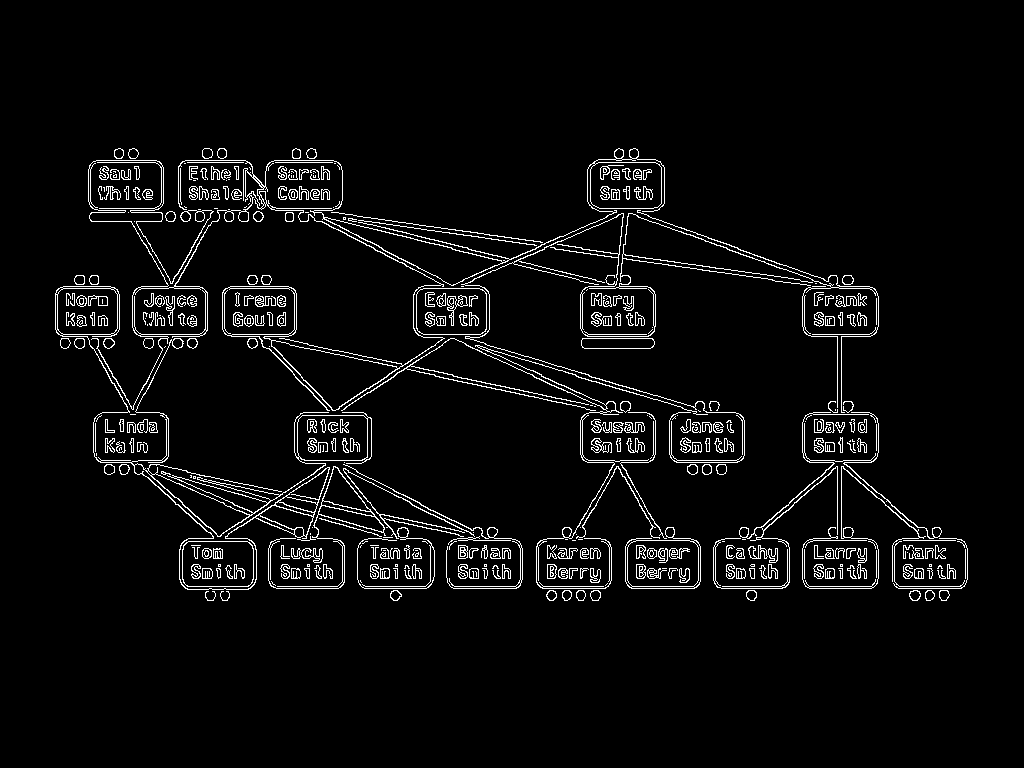 Saul
White
Ethel
Shale
Sarah
Cohen
Peter
Smith
Norn
Kain
Joyce
White
Irene
Gould
Edgar
Smith
Mary
Smith
Frank
Smith
Linda
Kain
Rick
Smith
Susan
Smith
Janet
Smith
David
Smith
Tom
Smith
Lucy
Smith
Tania
Smith
Brian
Smith
Karen
Berry
Roger
Berry
Cathy
Smith
Larry
Smith
Mark
Smith